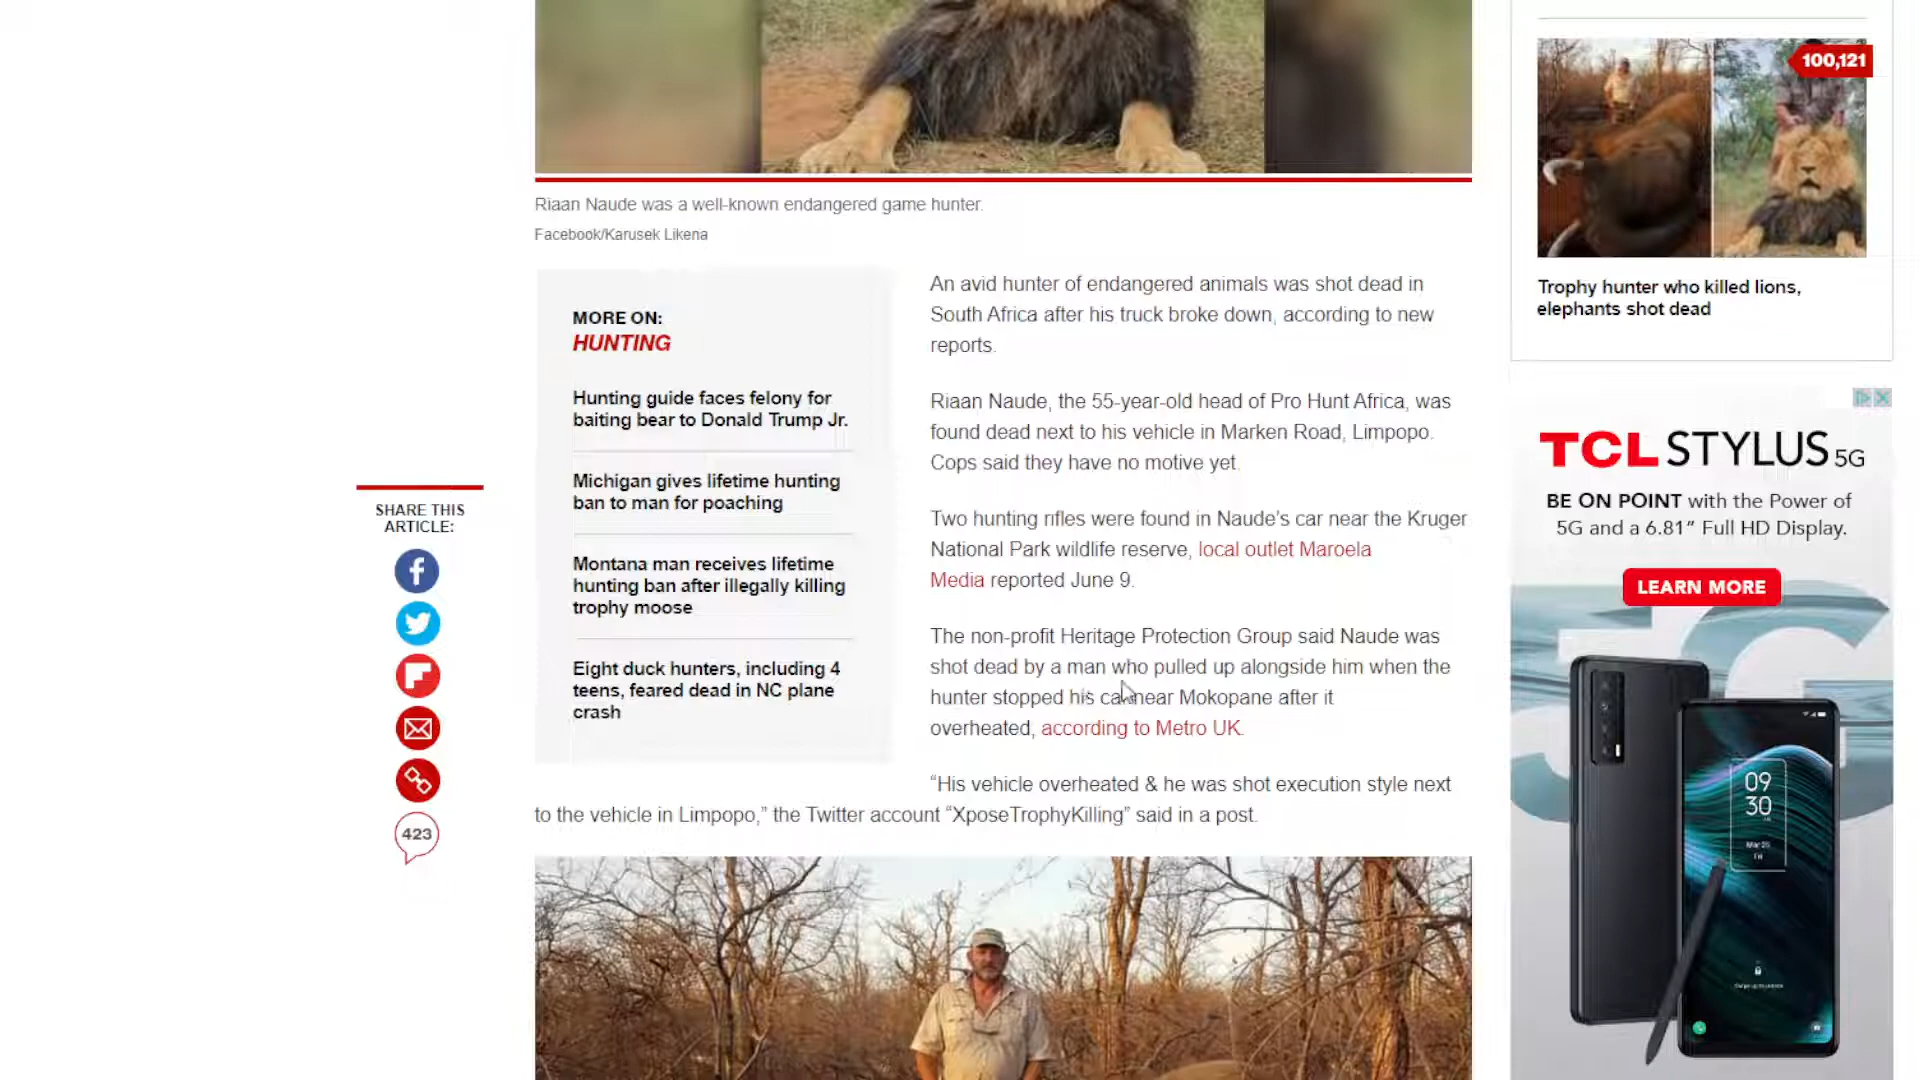 100,121
Trophy hunter who killed lions,
elephants shot dead
Riaan Naude was a well-known endangered game hunter.
Facebook/Karusek Likena
MORE ON:
HUNTING
Hunting guide faces felony for
baiting bear to Donald Trump Jr.
Michigan gives lifetime hunting
ban to man for poaching
Montana man receives lifetime
hunting ban after illegally killing
trophy moose
Eight duck hunters, including 4
teens, feared dead in NC plane
crash
An avid hunter of endangered animals was shot dead in
South Africa after his truck broke down, according to new
reports.
Riaan Naude, the 55-year-old head of Pro Hunt Africa, was
found dead next to his vehicle in Marken Road, Limpopo.
Cops said they have no motive yet.
Two hunting rifles were found in Naude's car near the Kruger
National Park wildlife reserve, local outlet Maroela
Media reported June 9.
The non-profit Heritage Protection Group said Naude was
shot dead by a man who pulled up alongside him when the
hunter stopped his car near Mokopane after it
overheated, according to Metro UK.
“His vehicle overheated & he was shot execution style next
to the vehicle in Limpopo,” the Twitter account “XposeTrophyKilling” said in a post.
SHARE THIS
ARTICLE:
423
TCL STYLUS 5G
BE ON POINT with the Power of
5G and a 6.81” Full HD Display.
LEARN MORE
5G
09
30
Mar 25
Fri